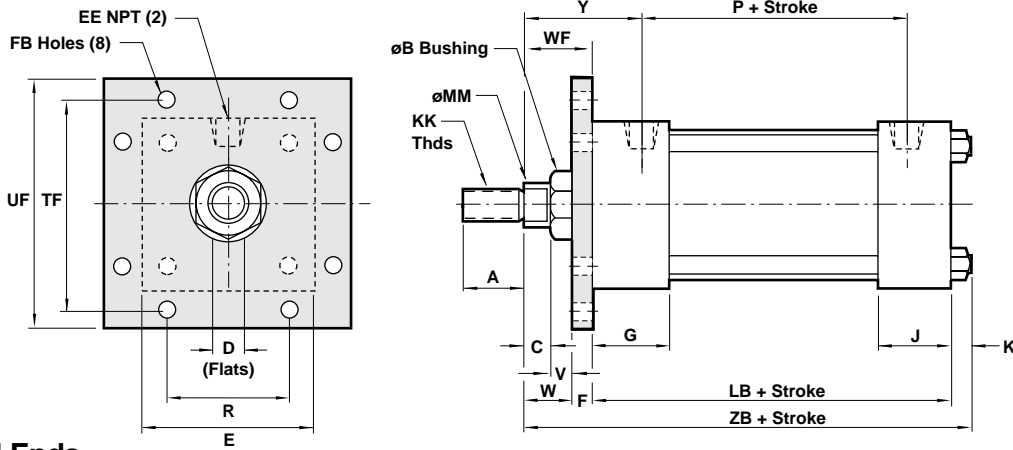 EE NPT (2)
FB Holes (8)
UF
TF
D
(Flats)
R
E
Y
P + Stroke
WF
øB Bushing
øMM
KK
Thds
A
C
V
W
F
G
J
K
LB + Stroke
ZB + Stroke
Ends